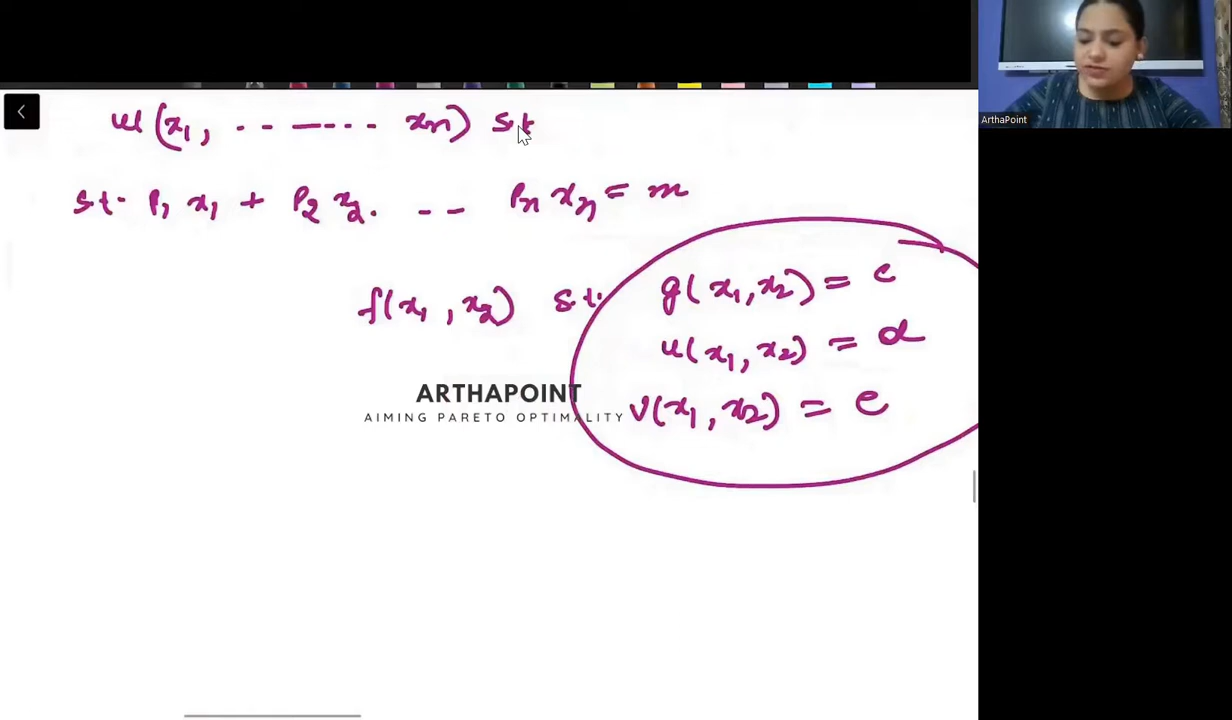 u(x₁, ------- xₙ) s.t
s.t. P₁ x₁ + P₂ x₂. -- Pₙ xₙ = m
g(x₁, x₂) = c
f(x₁, x₂) s.t.
u(x₁, x₂) = d
ARTHAPOINT
AIMING PARETO OPTIMALITY
v(x₁, x₂) = e
ArthaPoint